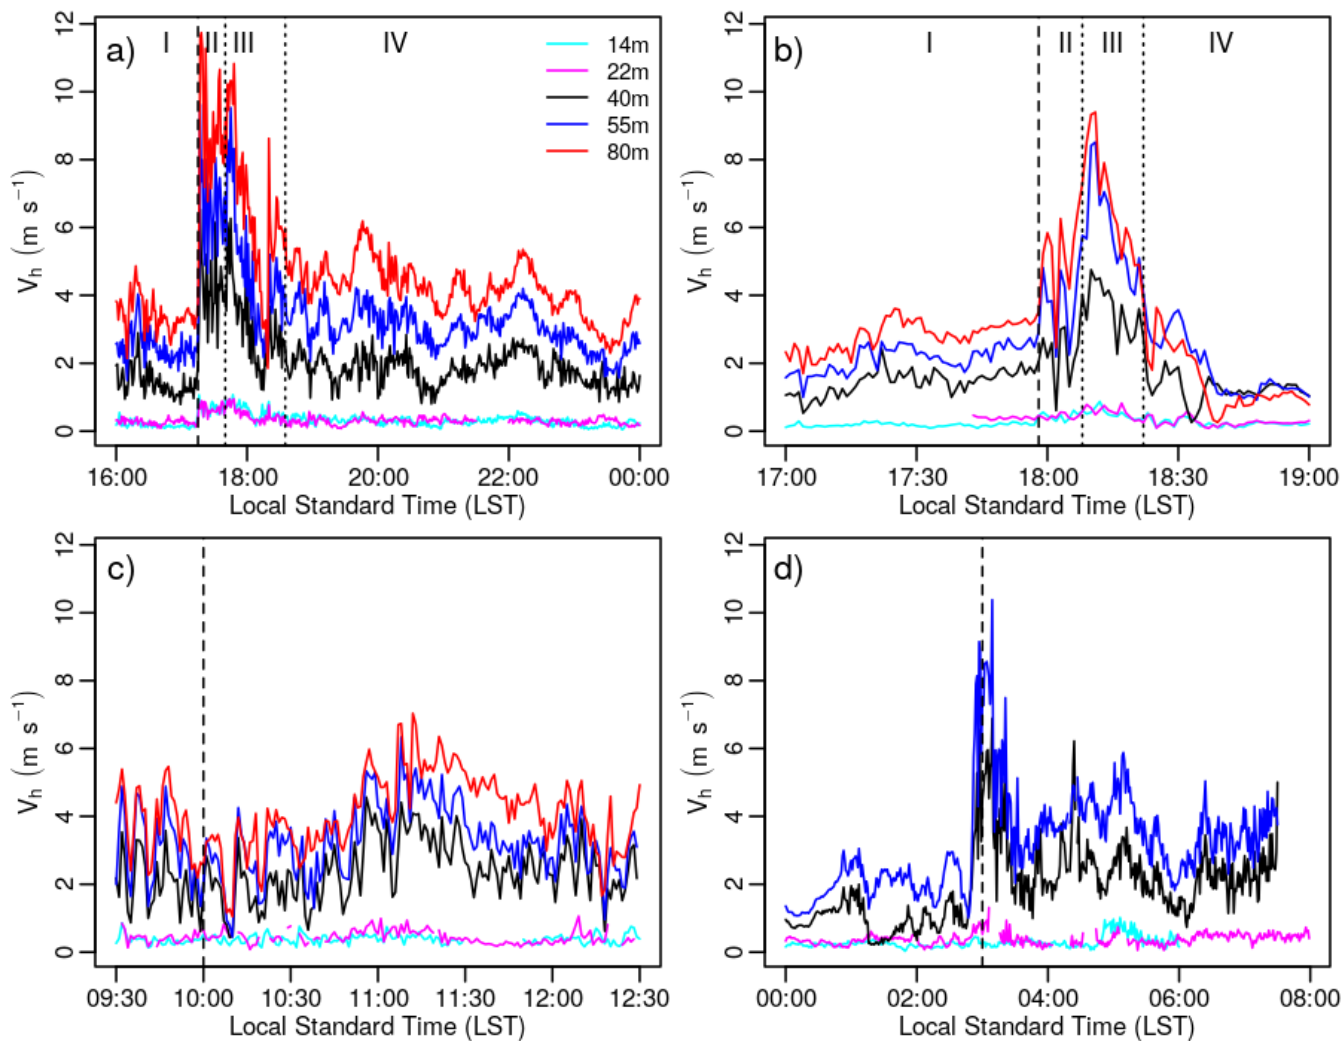 a) I II III IV
14m
22m
40m
55m
80m
V_h (m s⁻¹)
0 2 4 6 8 10 12
16:00 18:00 20:00 22:00 00:00
Local Standard Time (LST)
b) I II III IV
V_h (m s⁻¹)
0 2 4 6 8 10 12
17:00 17:30 18:00 18:30 19:00
Local Standard Time (LST)
c)
V_h (m s⁻¹)
0 2 4 6 8 10 12
09:30 10:00 10:30 11:00 11:30 12:00 12:30
Local Standard Time (LST)
d)
V_h (m s⁻¹)
0 2 4 6 8 10 12
00:00 02:00 04:00 06:00 08:00
Local Standard Time (LST)